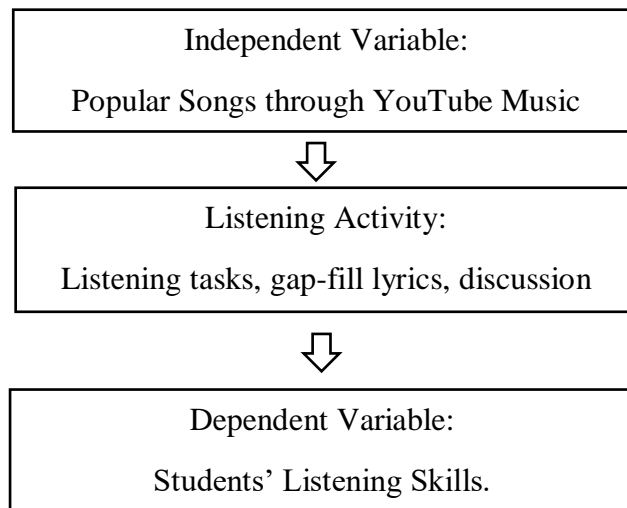 Independent Variable:
Popular Songs through YouTube Music
Listening Activity:
Listening tasks, gap-fill lyrics, discussion
Dependent Variable:
Students’ Listening Skills.